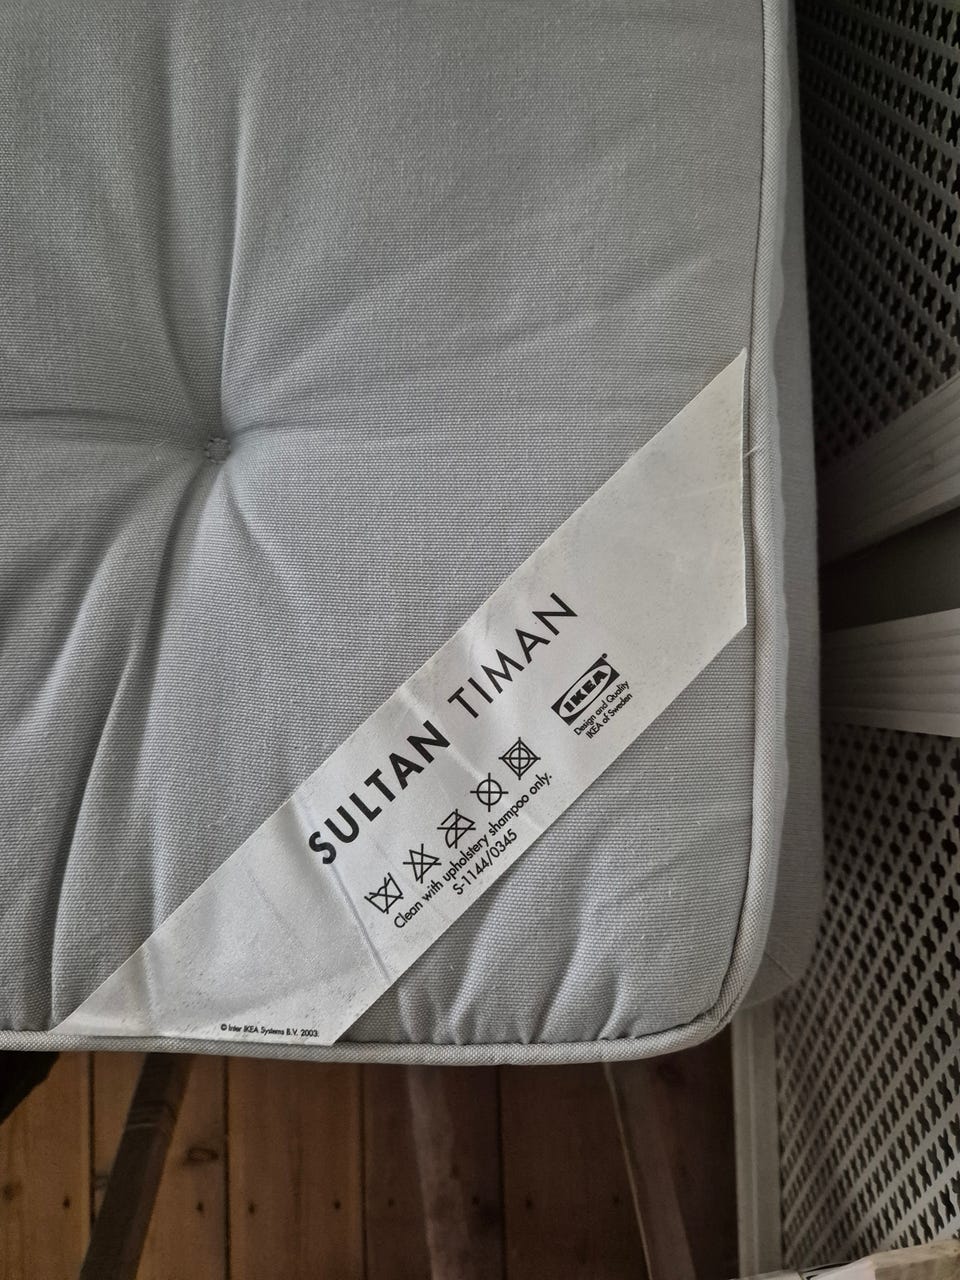 SULTAN TIMAN
IKEA®
Design and Quality
IKEA of Sweden
Clean with upholstery shampoo only.
S-1144/0345
© Inter IKEA Systems B.V. 2003.